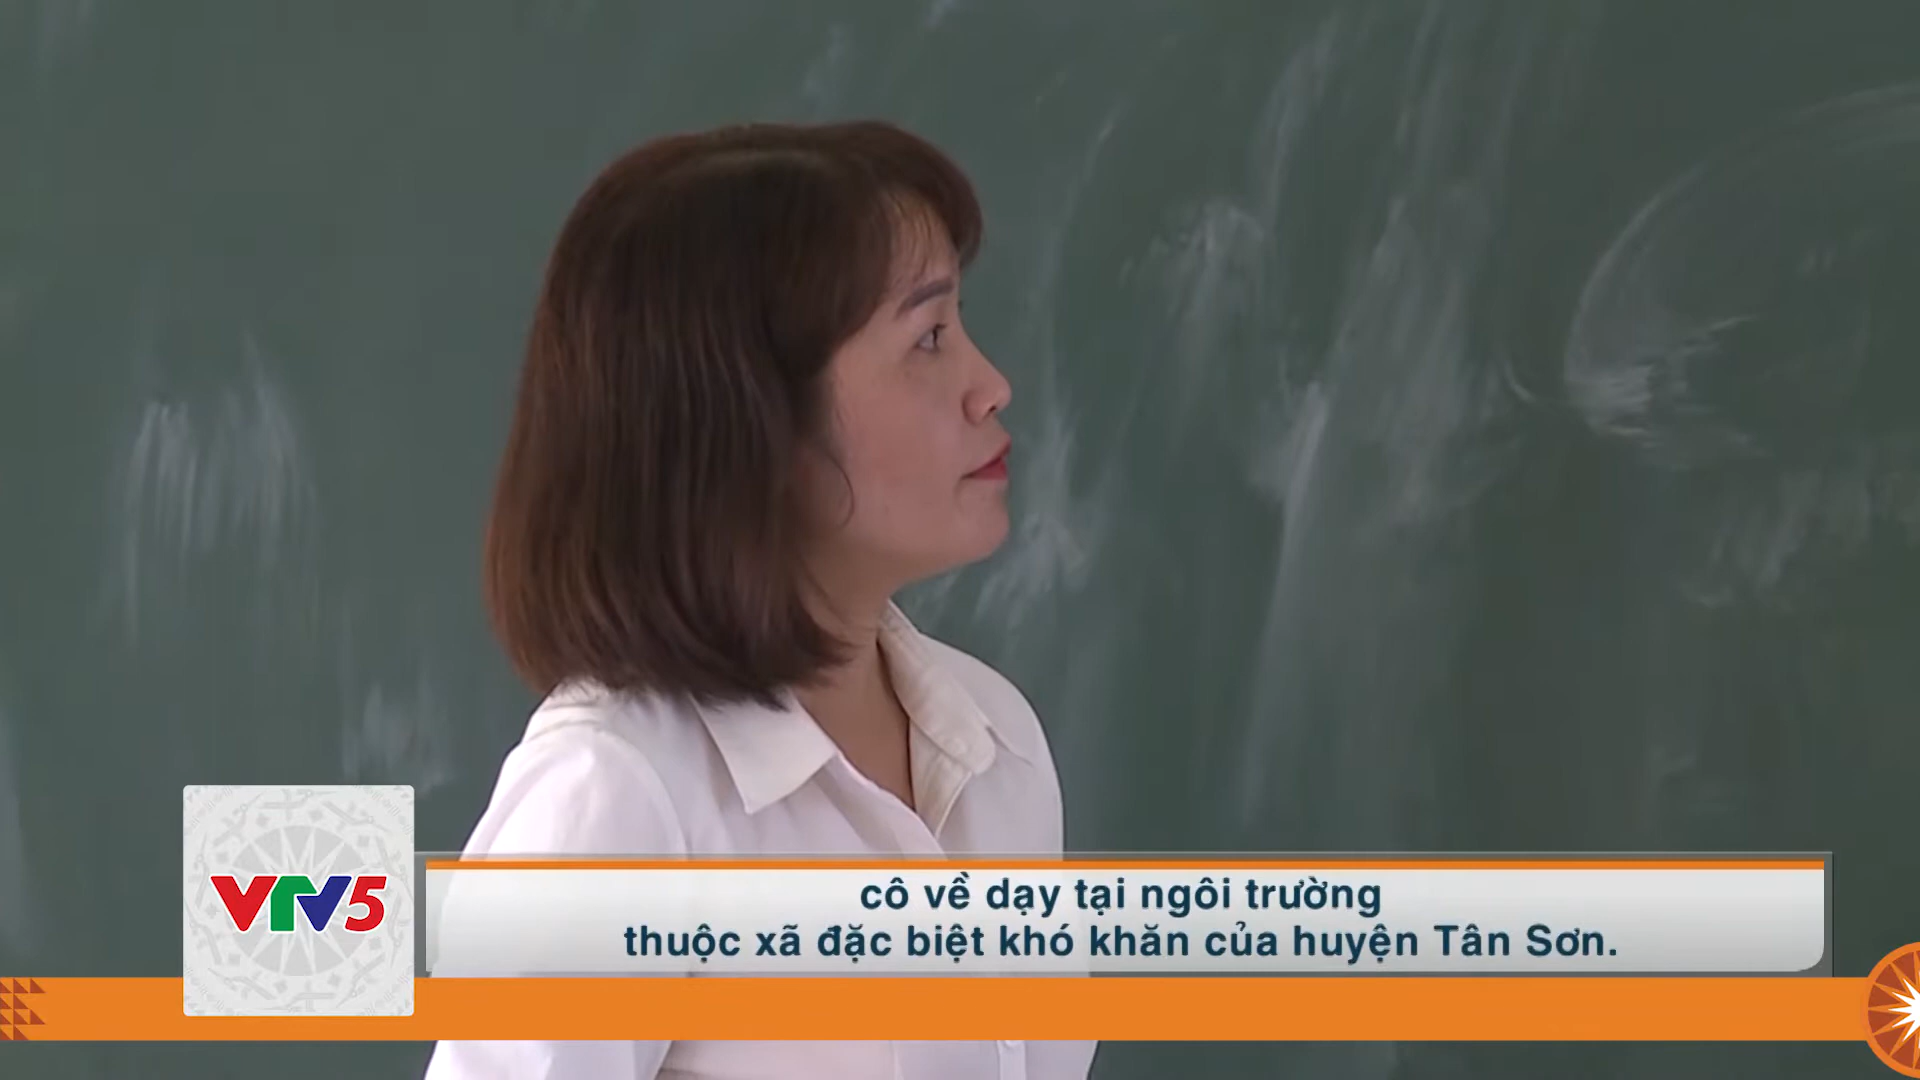 VTV5
cô về dạy tại ngôi trường
thuộc xã đặc biệt khó khăn của huyện Tân Sơn.